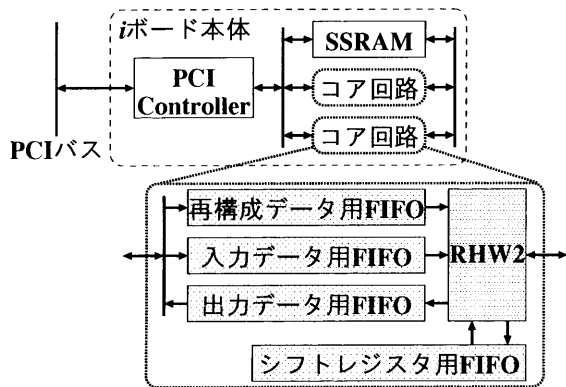 iボード本体
SSRAM
PCI
Controller
コア回路
コア回路
PCIバス
再構成データ用FIFO
入力データ用FIFO
RHW2
出力データ用FIFO
シフトレジスタ用FIFO